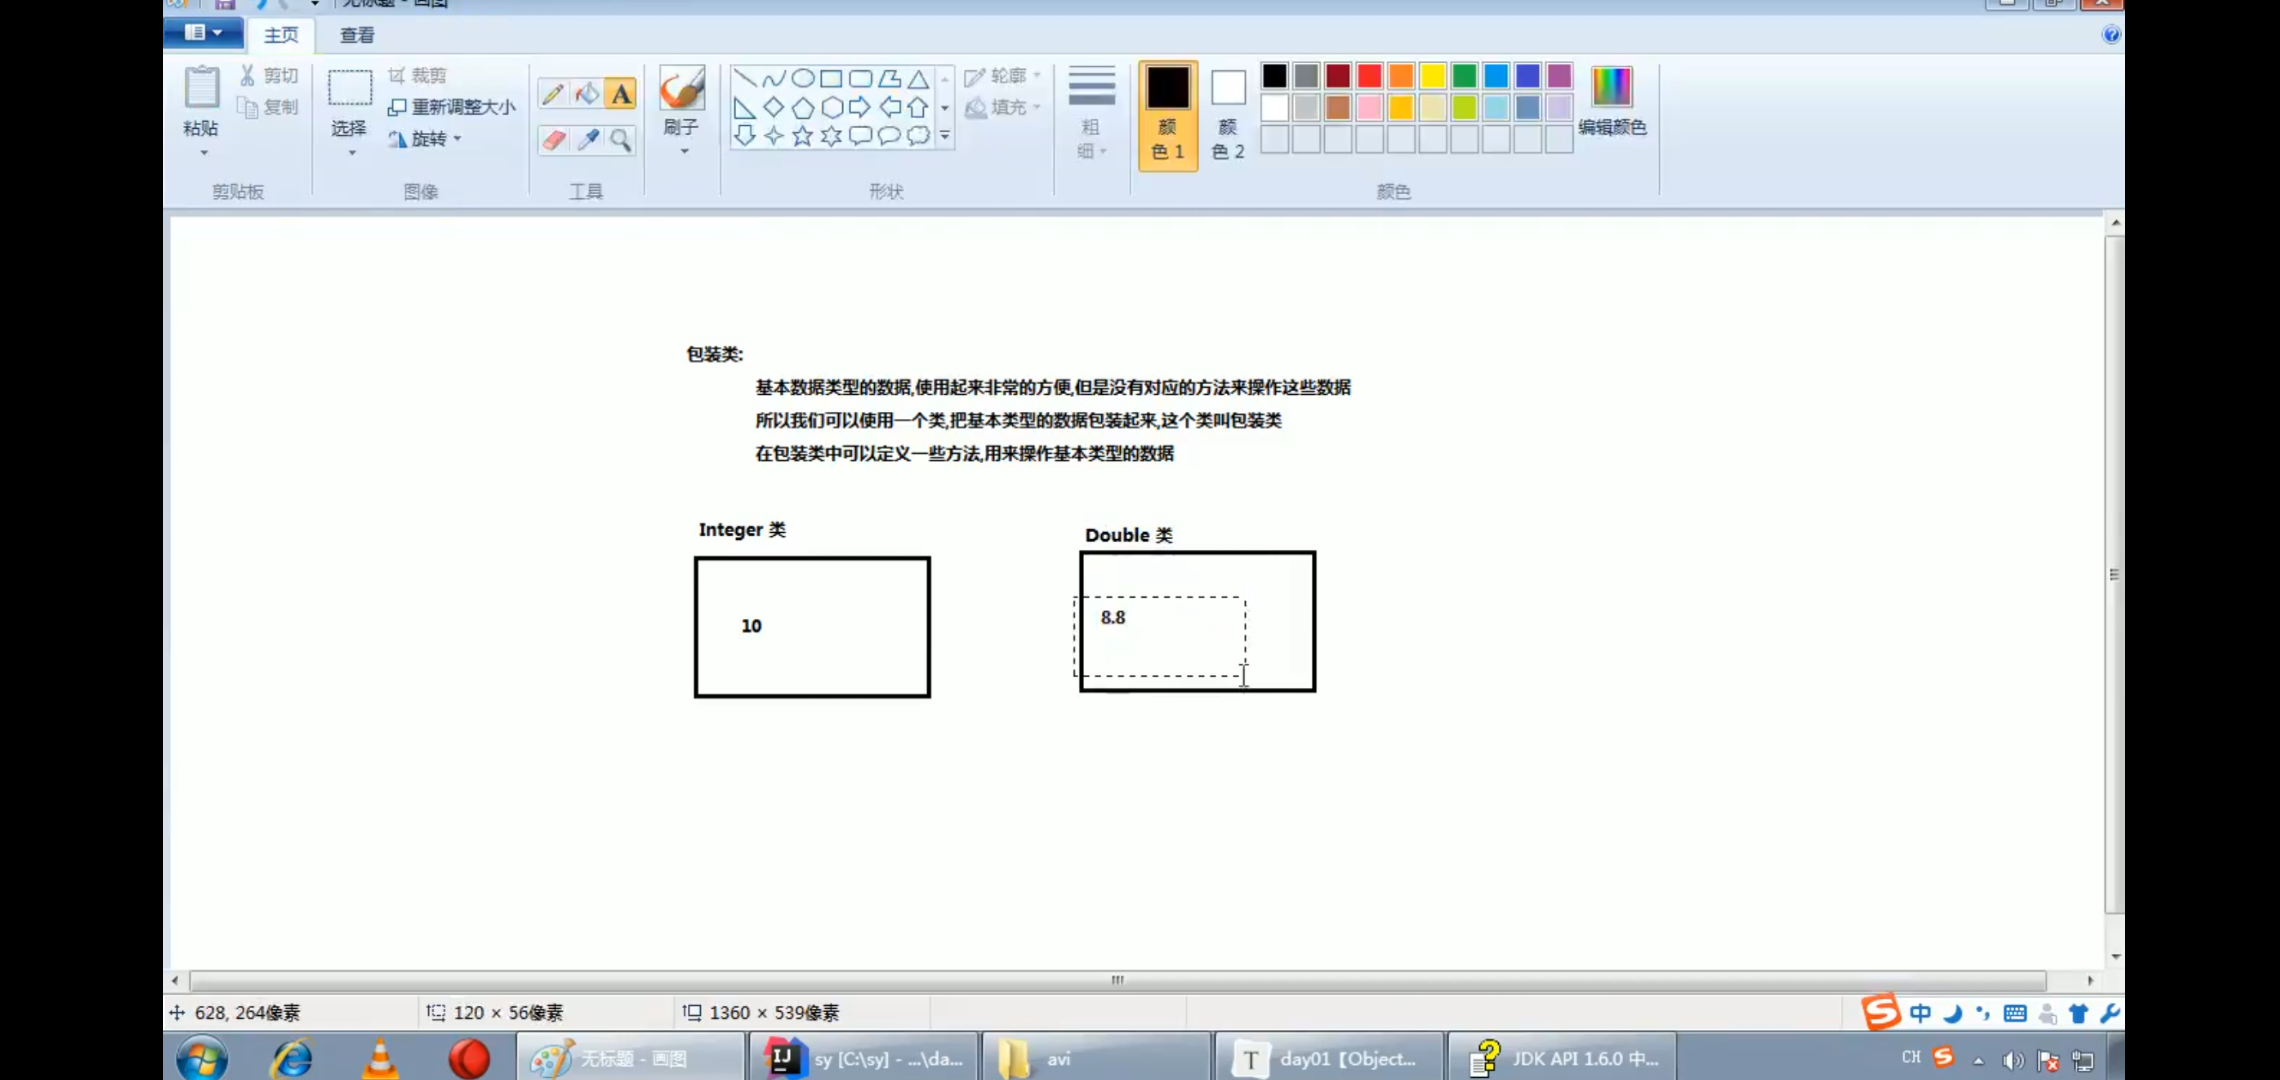 无标题 - 画图
主页
查看
粘贴
剪切
复制
剪贴板
选择
裁剪
重新调整大小
旋转
图像
A
工具
刷子
轮廓
填充
形状
粗
细
颜
色 1
颜
色 2
编辑颜色
颜色
包装类:
基本数据类型的数据,使用起来非常的方便,但是没有对应的方法来操作这些数据
所以我们可以使用一个类,把基本类型的数据包装起来,这个类叫包装类
在包装类中可以定义一些方法,用来操作基本类型的数据
Integer 类
Double 类
10
8.8
628, 264像素
120 × 56像素
1360 × 539像素
中
无标题 - 画图
IJ
sy [C:\sy] - ...\da...
avi
T
day01【Object...
JDK API 1.6.0 中...
CH